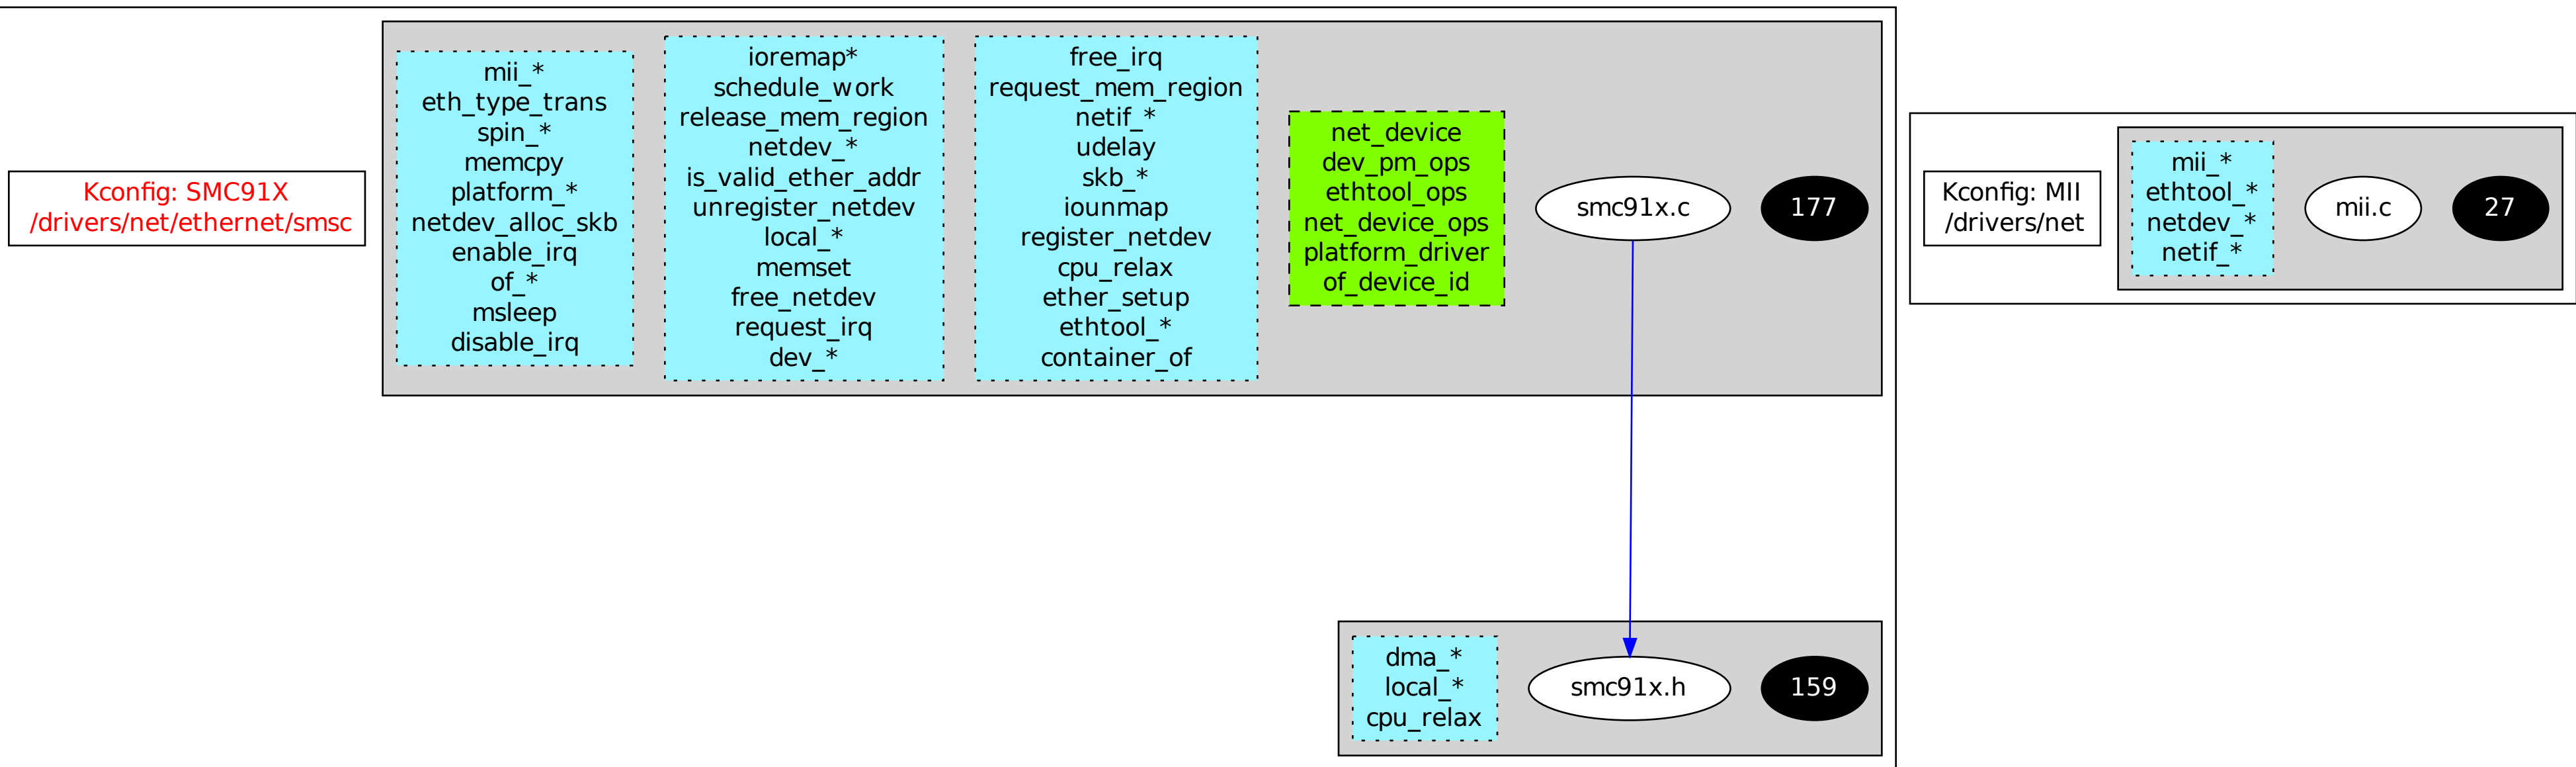 Kconfig: SMC91X
/drivers/net/ethernet/smsc
mii_*
eth_type_trans
spin_*
memcpy
platform_*
netdev_alloc_skb
enable_irq
of_*
msleep
disable_irq
ioremap*
schedule_work
release_mem_region
netdev_*
is_valid_ether_addr
unregister_netdev
local_*
memset
free_netdev
request_irq
dev_*
free_irq
request_mem_region
netif_*
udelay
skb_*
iounmap
register_netdev
cpu_relax
ether_setup
ethtool_*
container_of
net_device
dev_pm_ops
ethtool_ops
net_device_ops
platform_driver
of_device_id
smc91x.c
177
dma_*
local_*
cpu_relax
smc91x.h
159
Kconfig: MII
/drivers/net
mii_*
ethtool_*
netdev_*
netif_*
mii.c
27